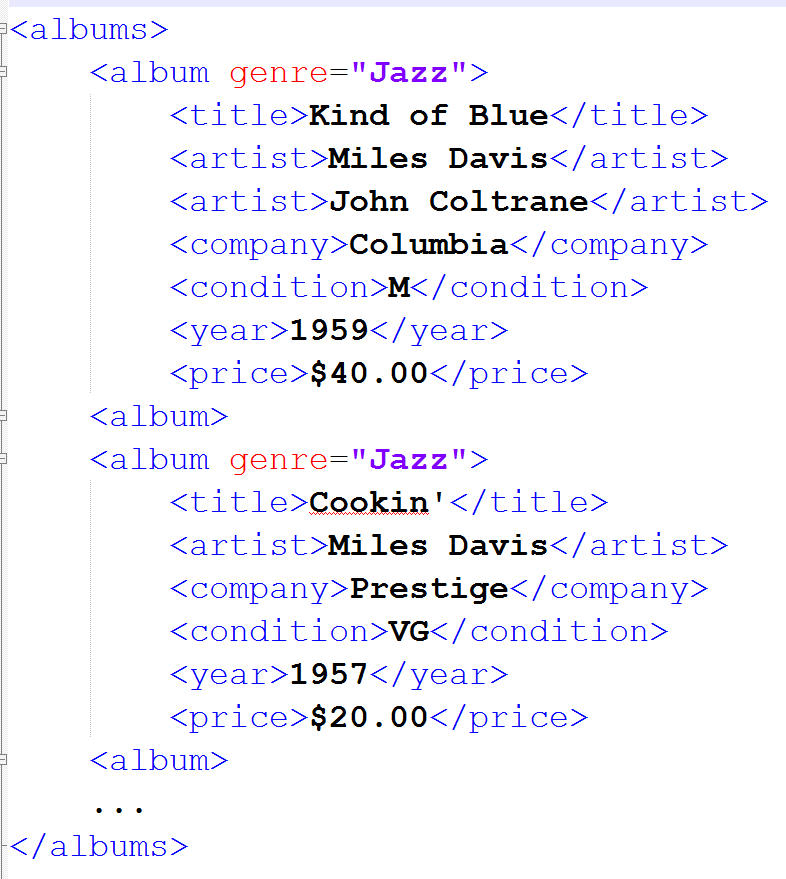 <albums>
    <album genre="Jazz">
        <title>Kind of Blue</title>
        <artist>Miles Davis</artist>
        <artist>John Coltrane</artist>
        <company>Columbia</company>
        <condition>M</condition>
        <year>1959</year>
        <price>$40.00</price>
    <album>
    <album genre="Jazz">
        <title>Cookin'</title>
        <artist>Miles Davis</artist>
        <company>Prestige</company>
        <condition>VG</condition>
        <year>1957</year>
        <price>$20.00</price>
    <album>
    ...
</albums>